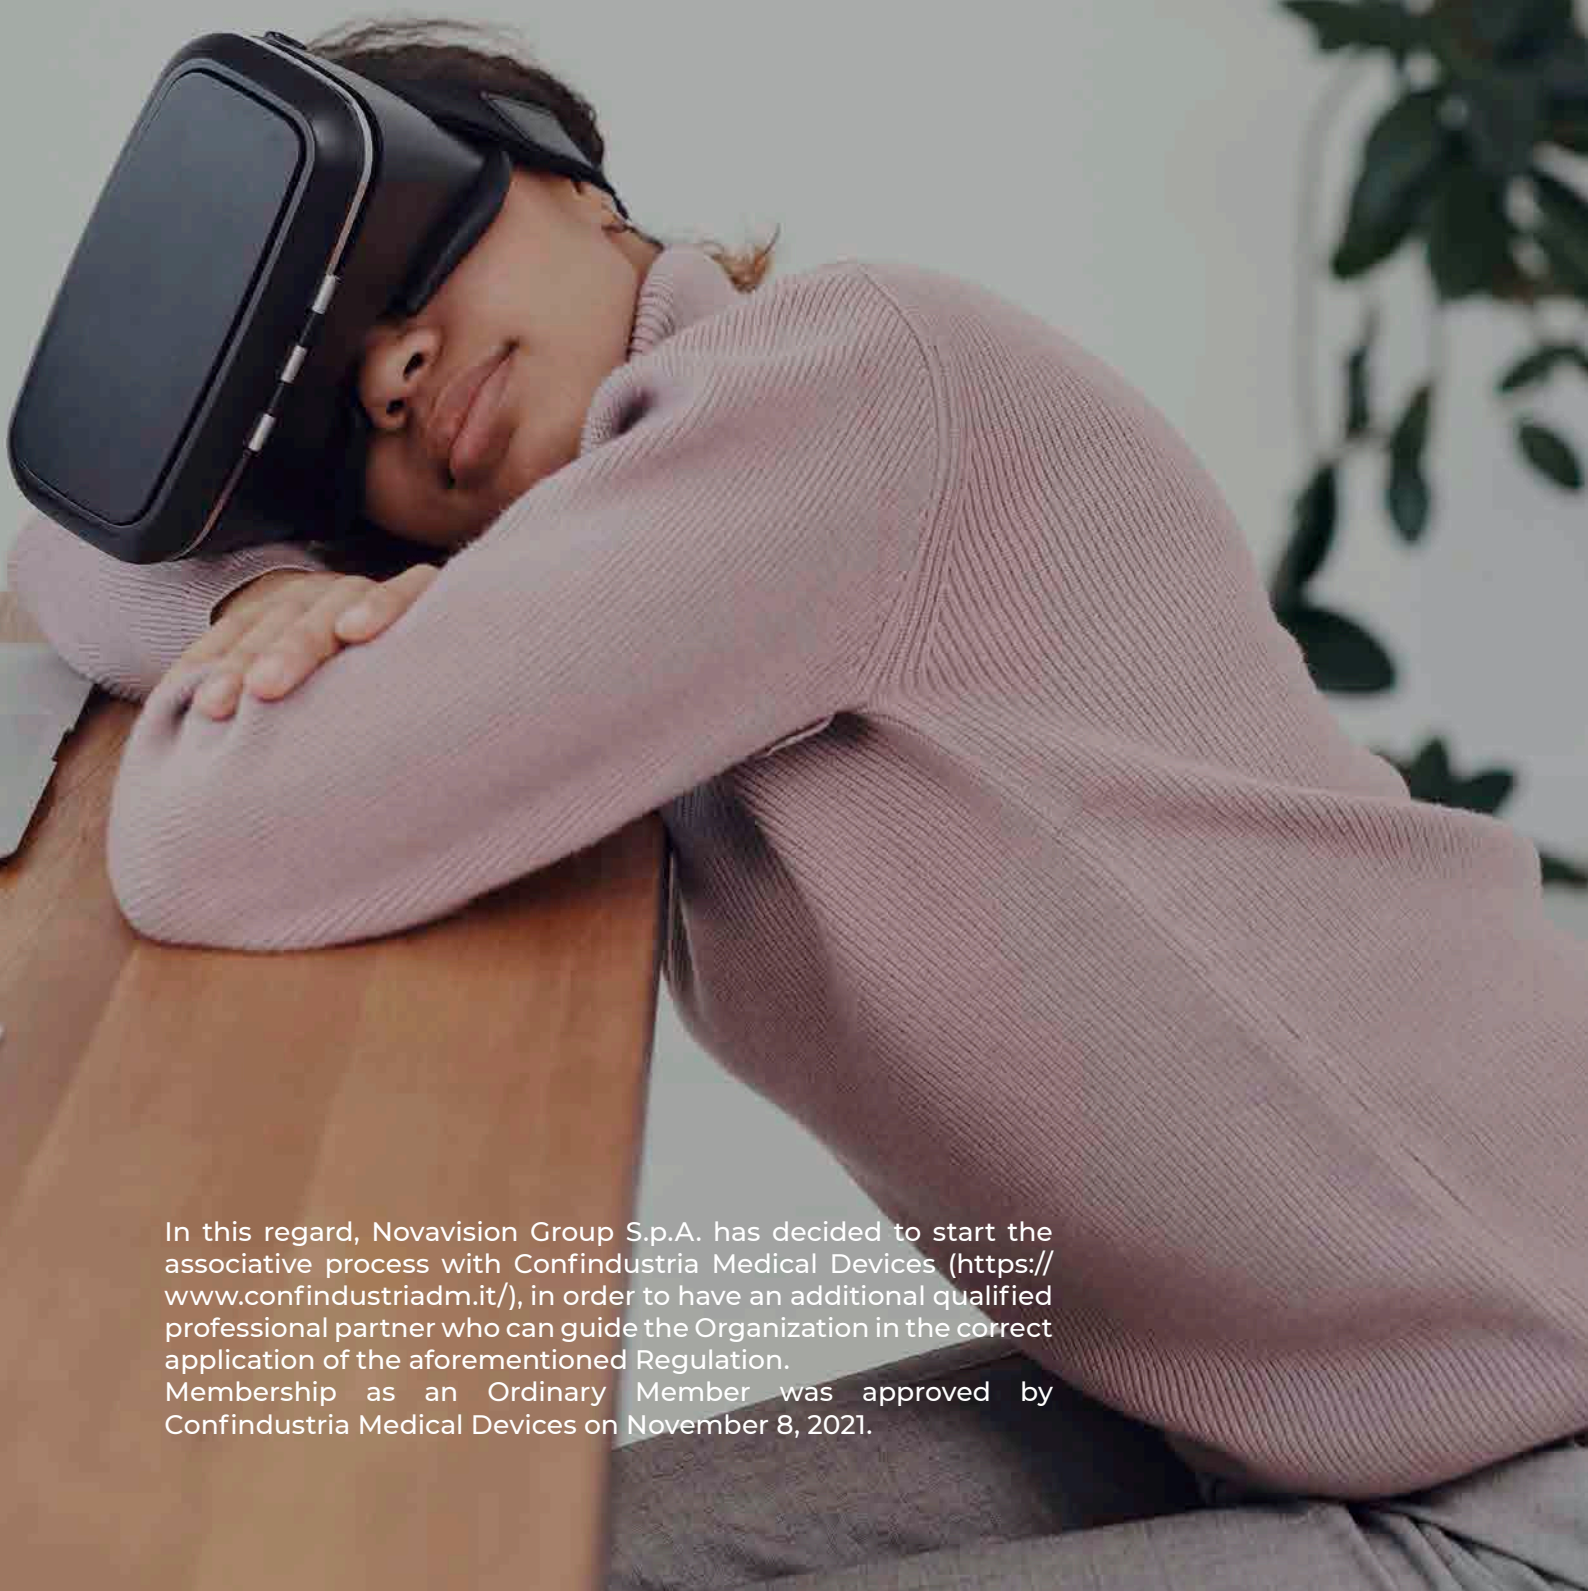 In this regard, Novavision Group S.p.A. has decided to start the
associative process with Confindustria Medical Devices (https://
www.confindustriadm.it/), in order to have an additional qualified
professional partner who can guide the Organization in the correct
application of the aforementioned Regulation.
Membership as an Ordinary Member was approved by
Confindustria Medical Devices on November 8, 2021.